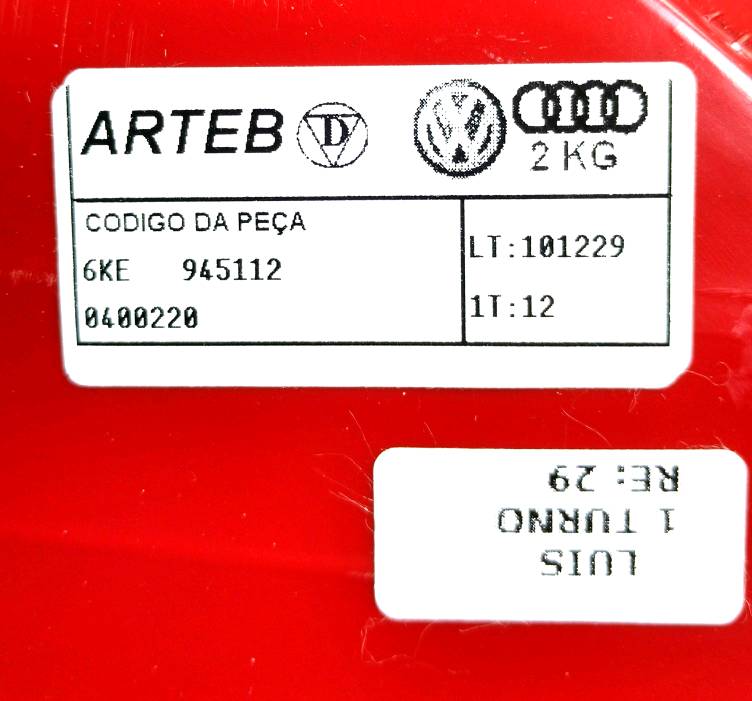 ARTEB D
2 KG
CODIGO DA PEÇA
6KE 945112
0400220
LT:101229
1T:12
LUIS
1 TURNO
RE: 29